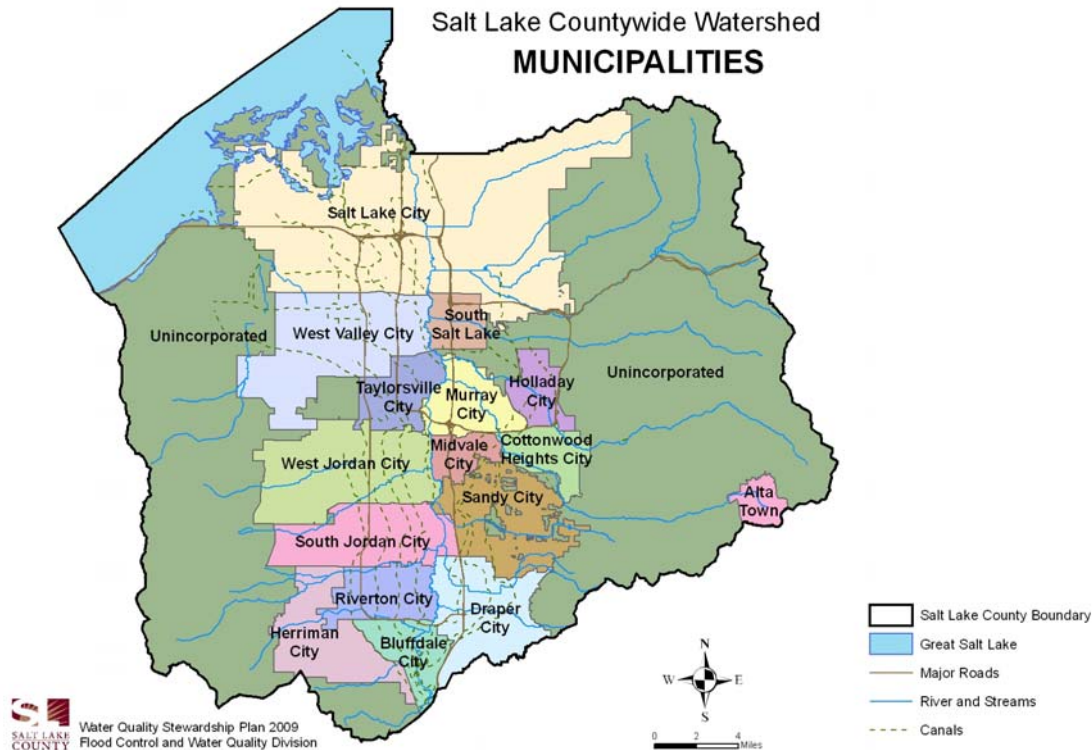 Salt Lake Countywide Watershed
MUNICIPALITIES
Salt Lake City
Unincorporated
West Valley City
South
Salt Lake
Taylorsville
City
Murray
City
Holladay
City
Unincorporated
West Jordan City
Midvale
City
Cottonwood
Heights City
Sandy City
Alta
Town
South Jordan City
Riverton City
Draper
City
Herriman
City
Bluffdale
City
N
W
E
S
0 2 4
Miles
Salt Lake County Boundary
Great Salt Lake
Major Roads
River and Streams
Canals
SL
SALT LAKE
COUNTY
Water Quality Stewardship Plan 2009
Flood Control and Water Quality Division